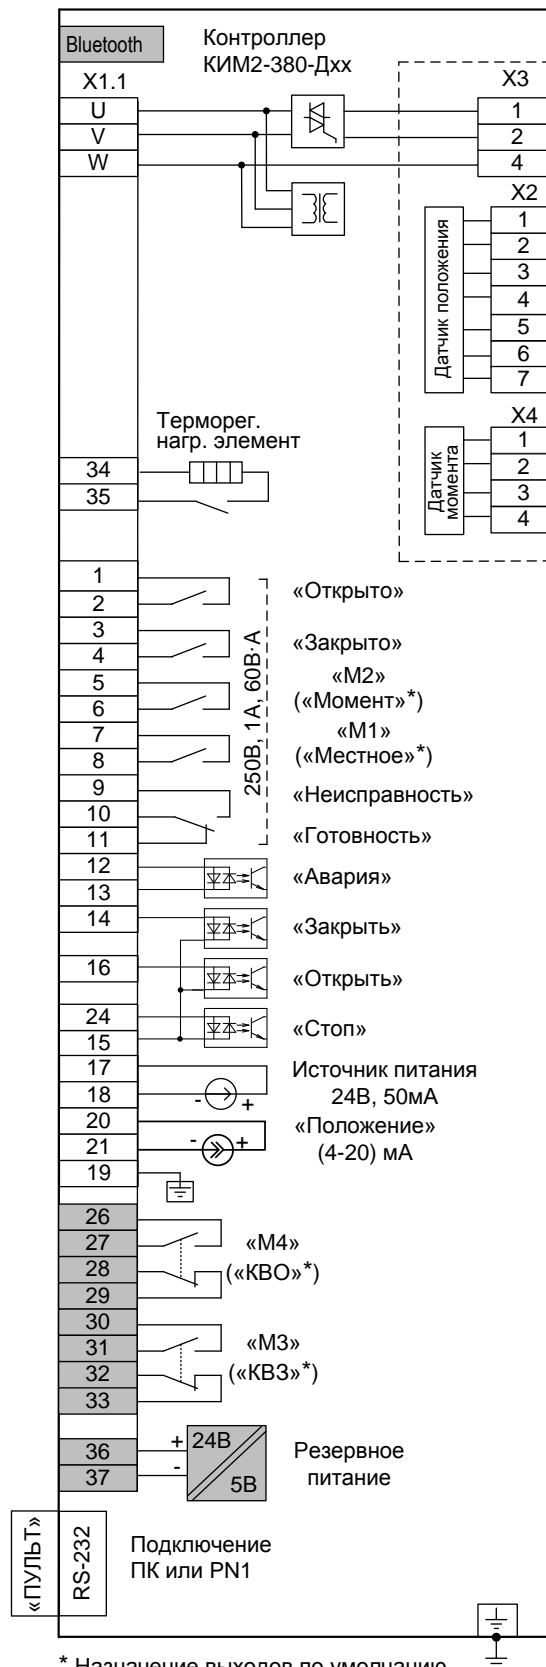 Bluetooth
Контроллер
КИМ2-380-Дхх
X1.1
X3
U
1
V
2
W
4
X2
1
2
3
4
5
6
7
Датчик положения
X4
1
2
3
4
Датчик
момента
Терморег.
нагр. элемент
34
35
1
2
«Открыто»
3
4
«Закрыто»
5
6
«М2»
(«Момент»*)
7
8
«М1»
(«Местное»*)
250В, 1А, 60В·А
9
10
11
«Неисправность»
«Готовность»
12
13
«Авария»
14
«Закрыть»
16
«Открыть»
24
15
«Стоп»
17
18
- +
Источник питания
24В, 50мА
20
21
- +
«Положение»
(4-20) мА
19
26
27
28
29
«М4»
(«КВО»*)
30
31
32
33
«М3»
(«КВЗ»*)
36
37
+
-
24В
5В
Резервное
питание
«ПУЛЬТ»
RS-232
Подключение
ПК или PN1
* Назначение выходов по умолчанию